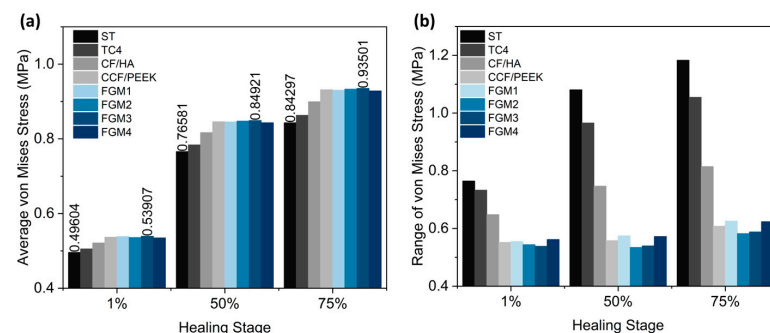 (a)
Average von Mises Stress (MPa)
1.0
0.8
0.6
0.4
ST
TC4
CF/HA
CCF/PEEK
FGM1
FGM2
FGM3
FGM4
0.49604
0.53907
0.76581
0.84921
0.84297
0.93501
1%
50%
75%
Healing Stage
(b)
Range of von Mises Stress (MPa)
1.2
1.0
0.8
0.6
0.4
ST
TC4
CF/HA
CCF/PEEK
FGM1
FGM2
FGM3
FGM4
1%
50%
75%
Healing Stage